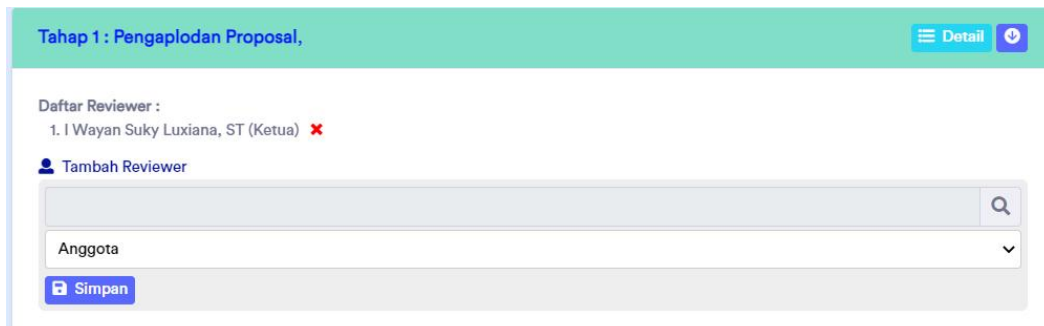 Tahap 1 : Pengaplodan Proposal,
Detail
Daftar Reviewer :
1. I Wayan Suky Luxiana, ST (Ketua)
Tambah Reviewer
Anggota
Simpan